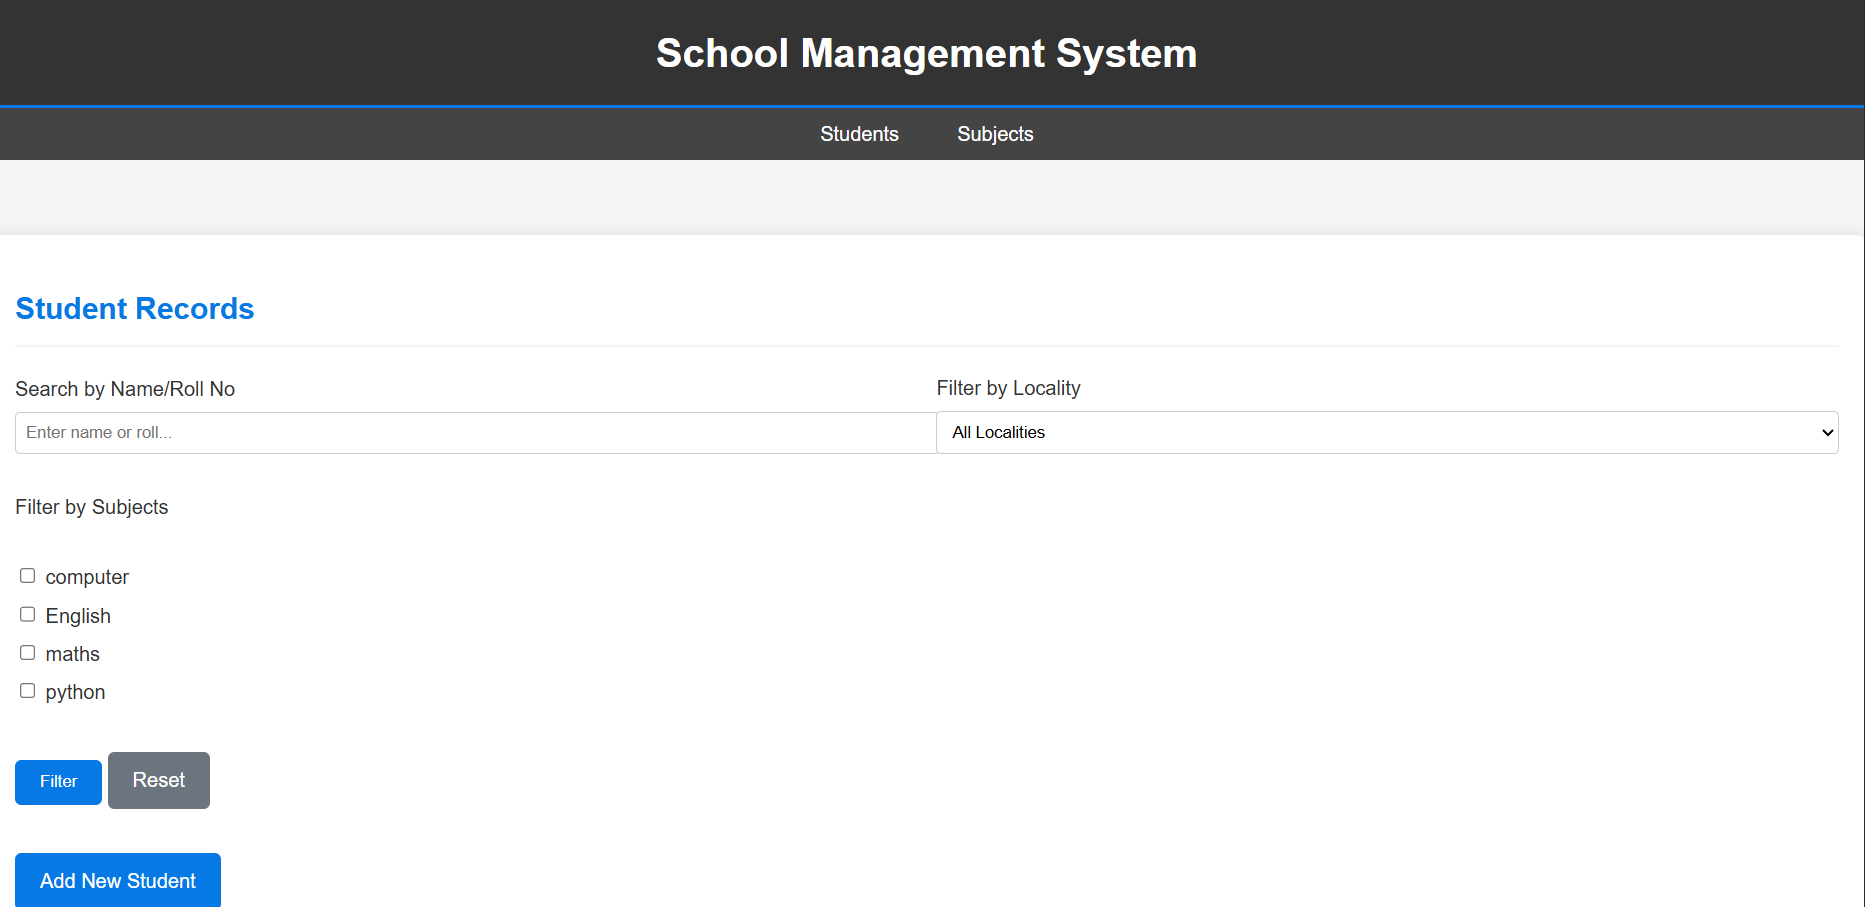 School Management System
Students Subjects
Student Records
Search by Name/Roll No
Enter name or roll...
Filter by Locality
All Localities
Filter by Subjects
computer
English
maths
python
Filter Reset
Add New Student